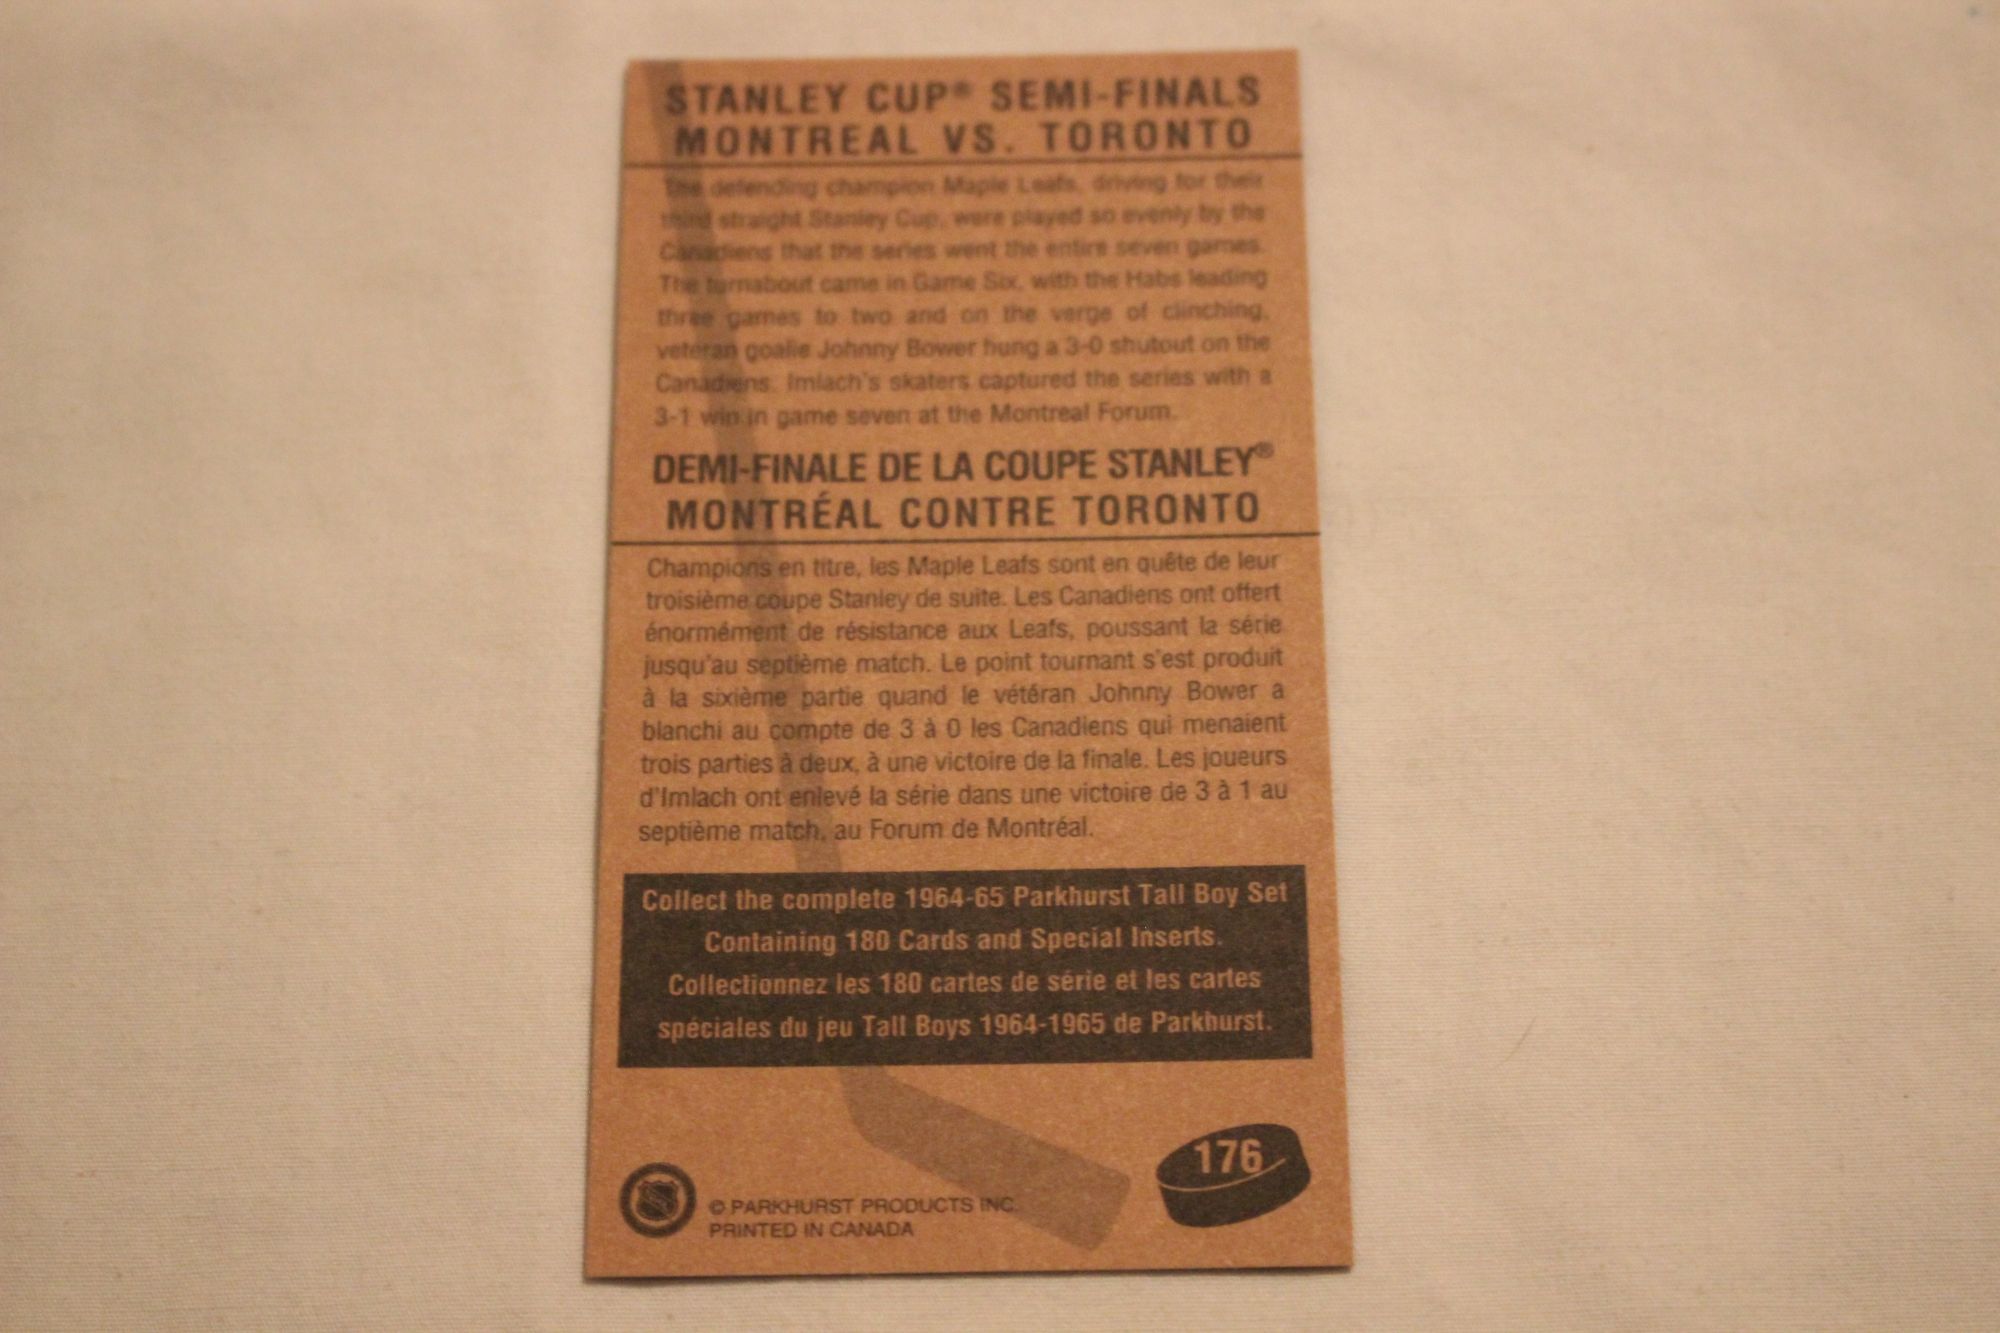 STANLEY CUP® SEMI-FINALS
MONTREAL VS. TORONTO
The defending champion Maple Leafs, driving for their
third straight Stanley Cup, were played so evenly by the
Canadiens that the series went the entire seven games.
The turnabout came in Game Six, with the Habs leading
three games to two and on the verge of clinching,
veteran goalie Johnny Bower hung a 3-0 shutout on the
Canadiens. Imlach's skaters captured the series with a
3-1 win in game seven at the Montreal Forum.
DEMI-FINALE DE LA COUPE STANLEY®
MONTRÉAL CONTRE TORONTO
Champions en titre, les Maple Leafs sont en quête de leur
troisième coupe Stanley de suite. Les Canadiens ont offert
énormément de résistance aux Leafs, poussant la série
jusqu'au septième match. Le point tournant s'est produit
à la sixième partie quand le vétéran Johnny Bower a
blanchi au compte de 3 à 0 les Canadiens qui menaient
trois parties à deux, à une victoire de la finale. Les joueurs
d'Imlach ont enlevé la série dans une victoire de 3 à 1 au
septième match, au Forum de Montréal.
Collect the complete 1964-65 Parkhurst Tall Boy Set
Containing 180 Cards and Special Inserts.
Collectionnez les 180 cartes de série et les cartes
spéciales du jeu Tall Boys 1964-1965 de Parkhurst.
176
© PARKHURST PRODUCTS INC.
PRINTED IN CANADA